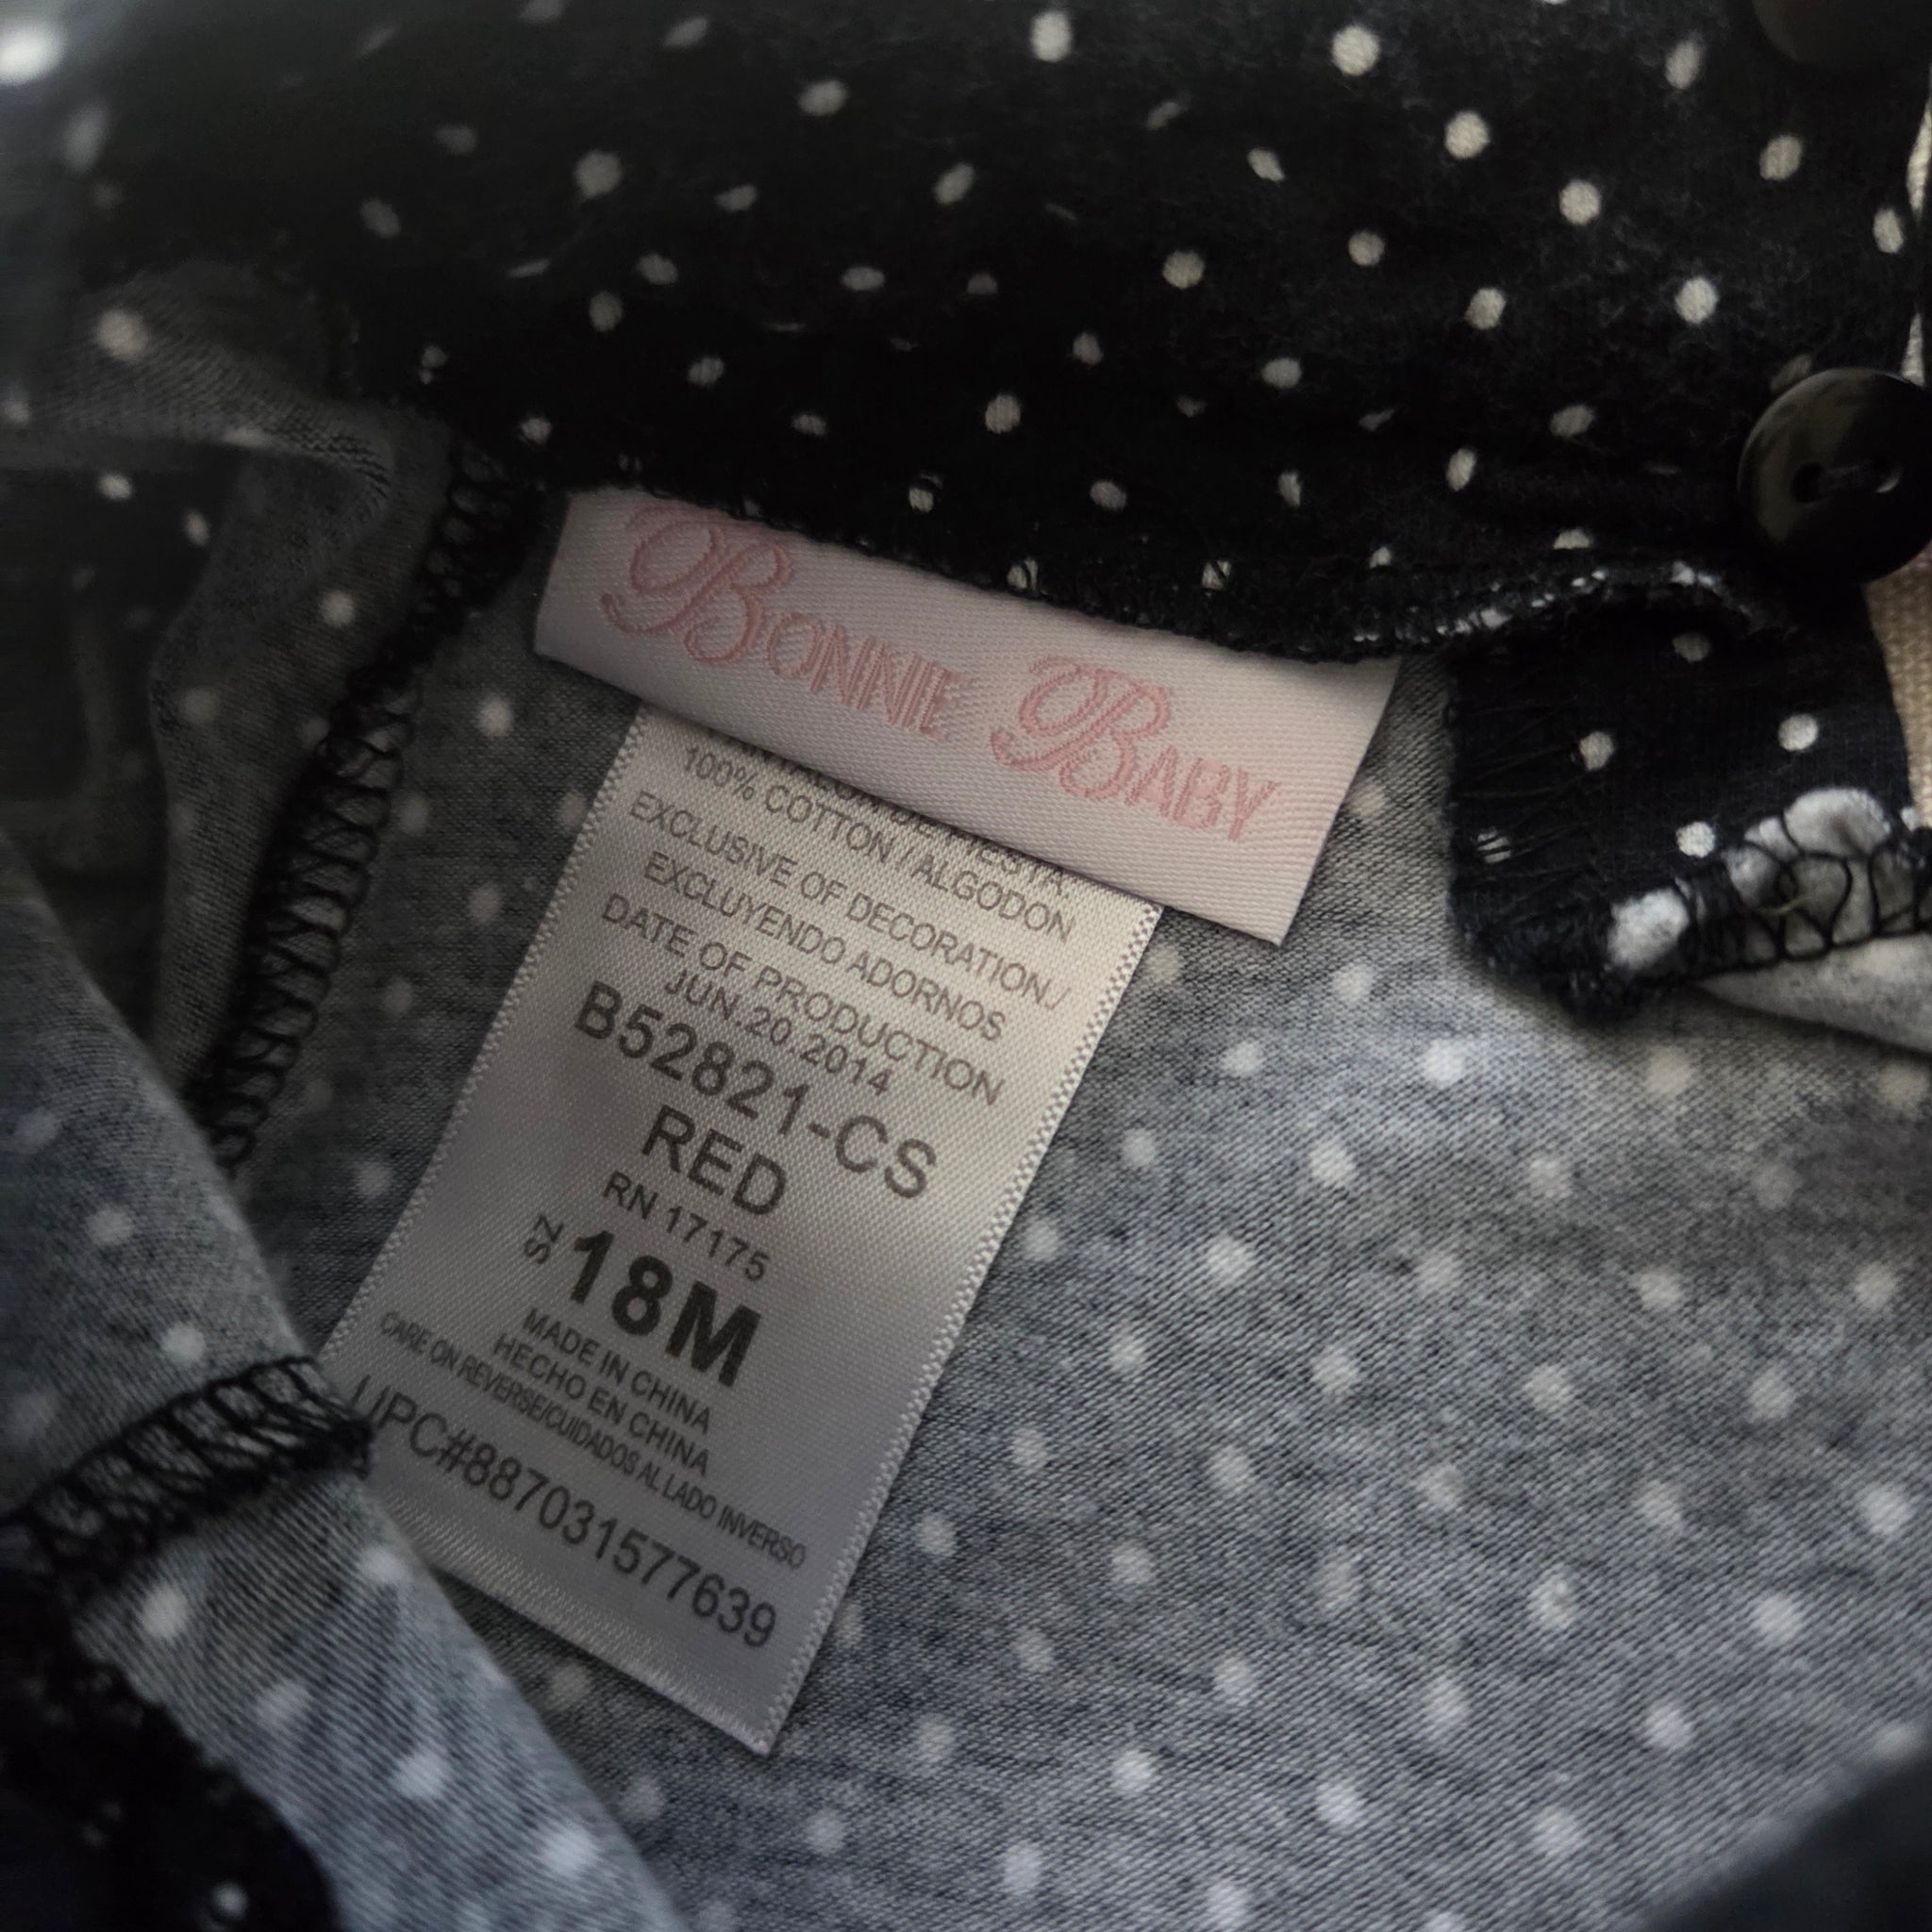 BONNIE BABY
100% COTTON / ALGODON
EXCLUSIVE OF DECORATION./
EXCLUYENDO ADORNOS
DATE OF PRODUCTION
JUN.20.2014
B52821-CS
RED
RN 17175
SZ 18M
MADE IN CHINA
HECHO EN CHINA
CARE ON REVERSE/CUIDADOS AL LADO INVERSO
UPC#887031577639